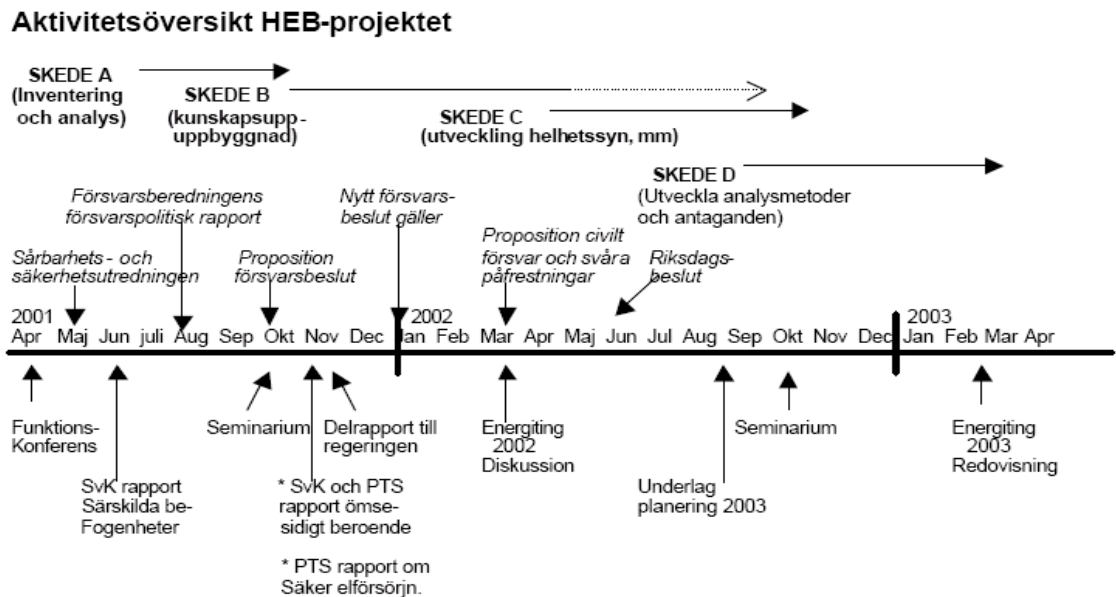 Aktivitetsöversikt HEB-projektet
SKEDE A
(Inventering
och analys)
SKEDE B
(kunskapsupp-
uppbyggnad)
SKEDE C
(utveckling helhetssyn, mm)
SKEDE D
(Utveckla analysmetoder
och antaganden)
Försvarsberedningens
försvarspolitisk rapport
Nytt försvars-
beslut gäller
Sårbarhets - och
säkerhetsutredningen
Proposition
försvarsbeslut
Proposition civilt
försvar och svåra
påfrestningar
Riksdags-
beslut
2001 2002 2003
Apr Maj Jun juli Aug Sep Okt Nov Dec Jan Feb Mar Apr Maj Jun Jul Aug Sep Okt Nov Dec Jan Feb Mar Apr
Funktions-
Konferens
SvK rapport
Särskilda be-
Fogenheter
Seminarium
Delrapport till
regeringen
* SvK och PTS
rapport ömse-
sidigt beroende
* PTS rapport om
Säker elförsörjn.
Energiting
2002
Diskussion
Underlag
planering 2003
Seminarium
Energiting
2003
Redovisning